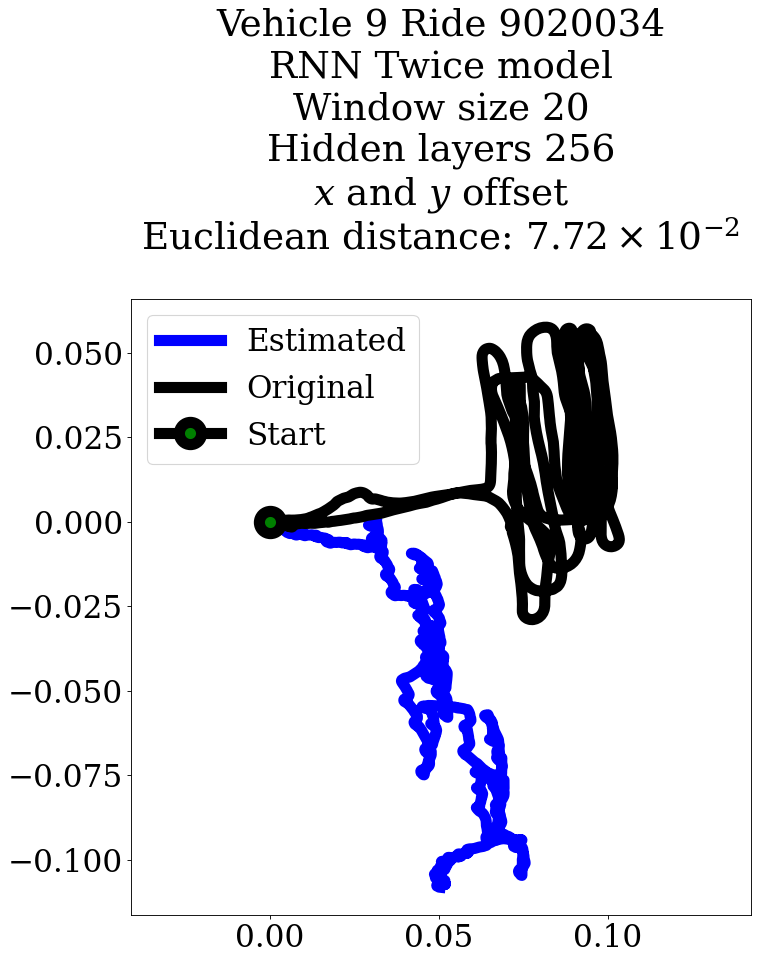 Vehicle 9 Ride 9020034
RNN Twice model
Window size 20
Hidden layers 256
x and y offset
Euclidean distance: 7.72 × 10⁻²
Estimated
Original
Start
0.050
0.025
0.000
−0.025
−0.050
−0.075
−0.100
0.00 0.05 0.10